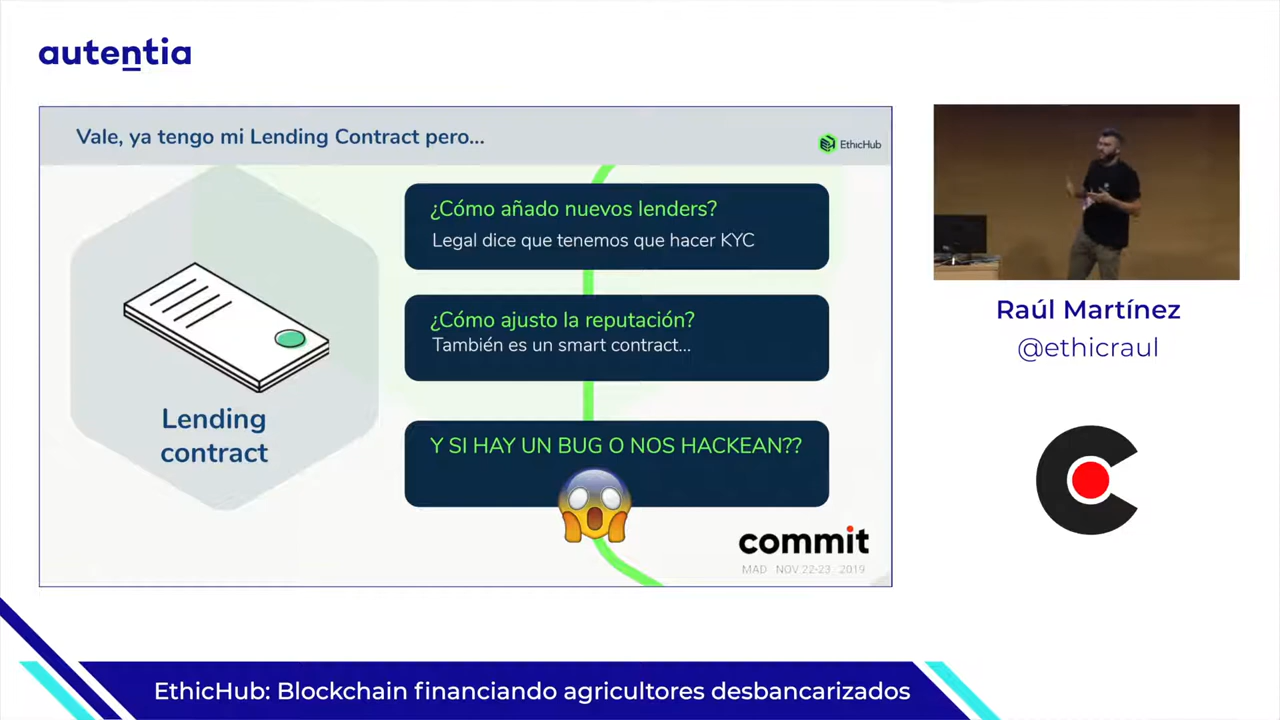 autentia
Vale, ya tengo mi Lending Contract pero...
EthicHub
¿Cómo añado nuevos lenders?
Legal dice que tenemos que hacer KYC
¿Cómo ajusto la reputación?
También es un smart contract...
Lending
contract
Y SI HAY UN BUG O NOS HACKEAN??
commit
MAD NOV 22-23 2019
Raúl Martínez
@ethicraul
EthicHub: Blockchain financiando agricultores desbancarizados